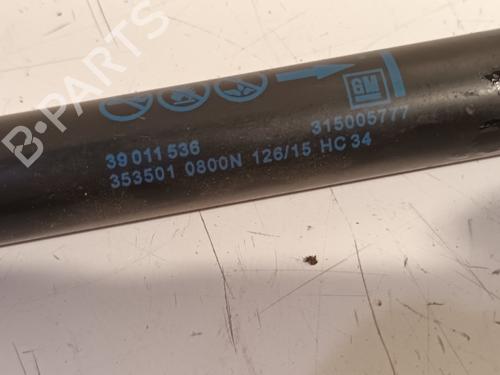 B-PARTS
GM
39 011 536
315005777
353501 0800N 126/15 HC 34